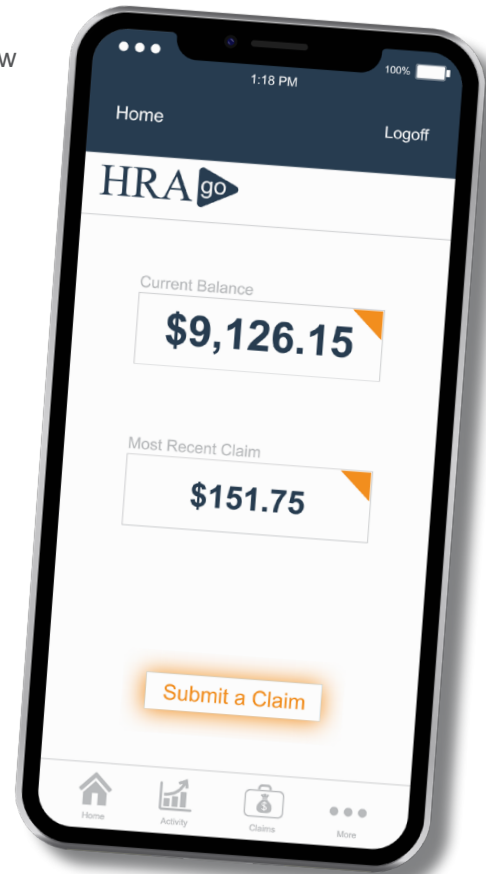 w
1:18 PM
100%
Home
Logoff
HRA go
Current Balance
$9,126.15
Most Recent Claim
$151.75
Submit a Claim
$
Home
Activity
Claims
More